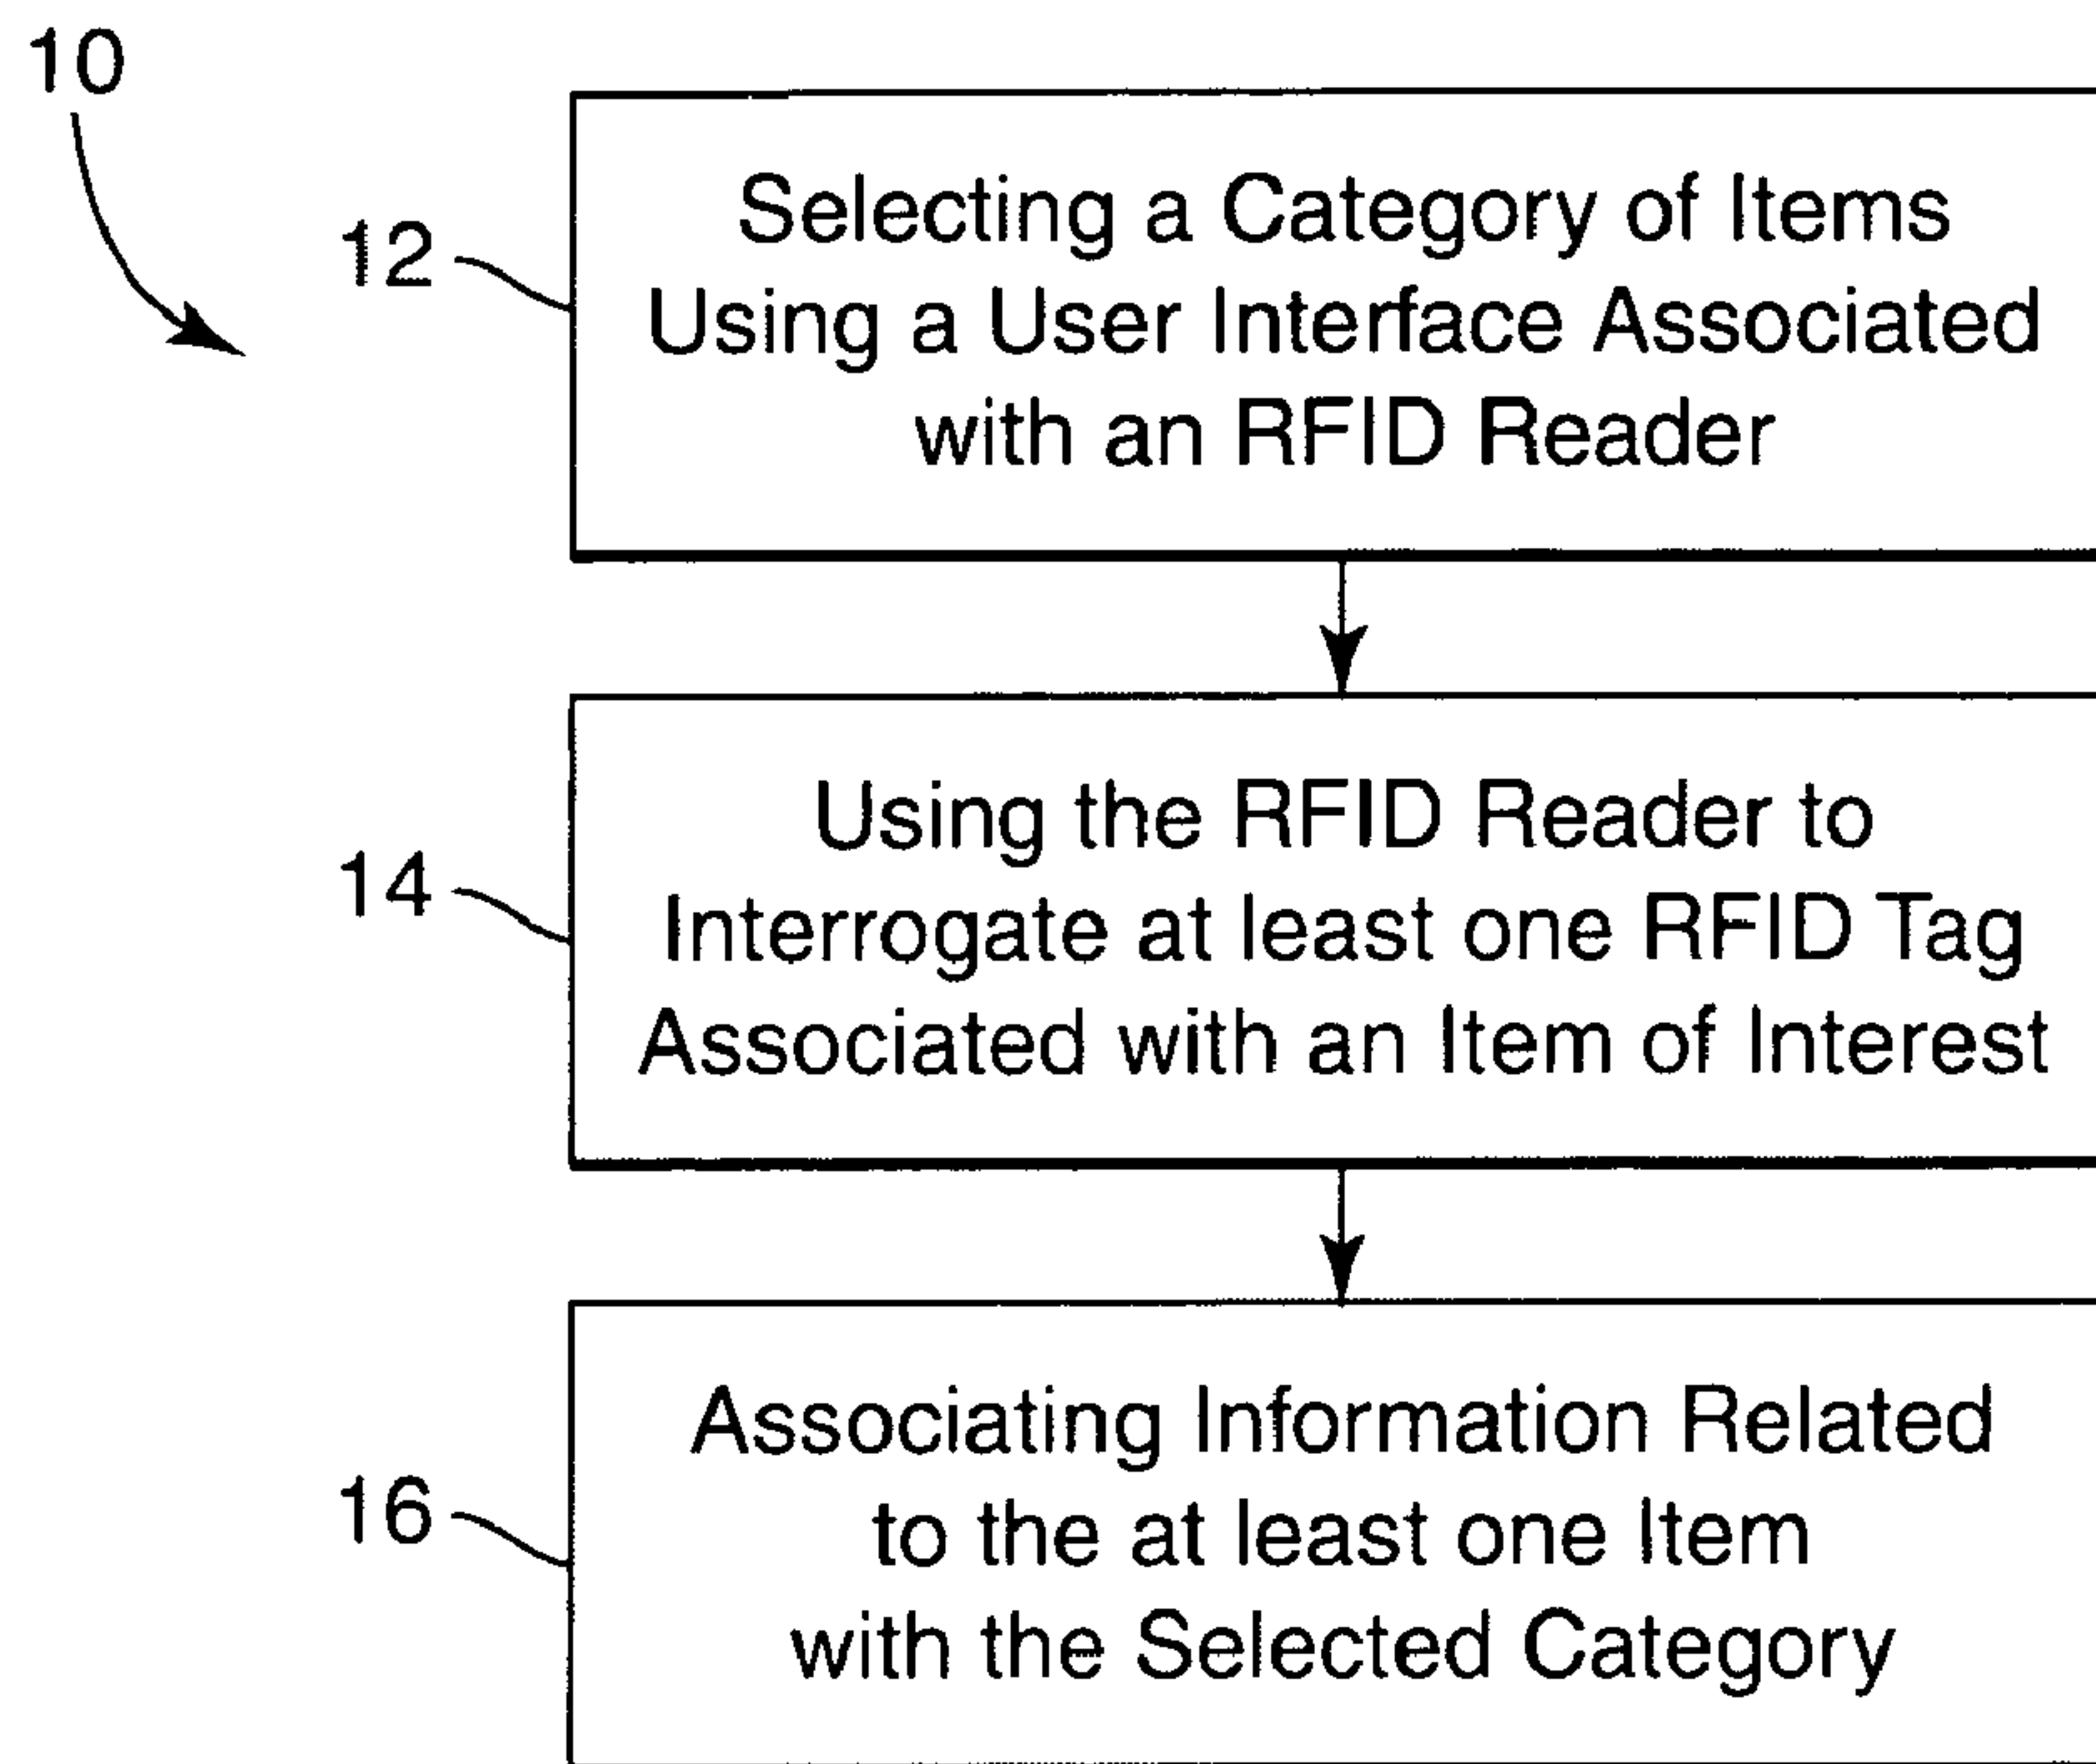 10
12
Selecting a Category of Items
Using a User Interface Associated
with an RFID Reader
14
Using the RFID Reader to
Interrogate at least one RFID Tag
Associated with an Item of Interest
16
Associating Information Related
to the at least one Item
with the Selected Category